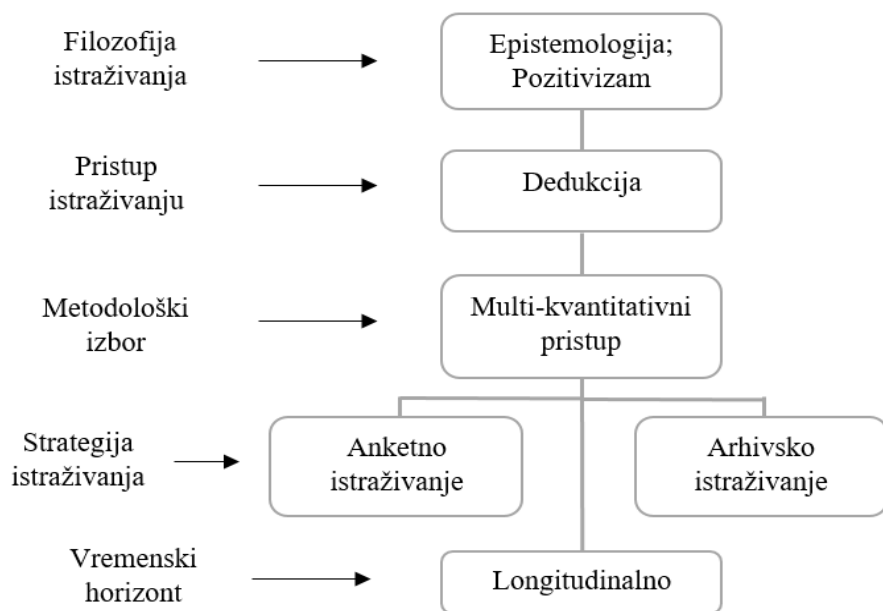 Filozofija
istraživanja
Epistemologija;
Pozitivizam
Pristup
istraživanju
Dedukcija
Metodološki
izbor
Multi-kvantitativni
pristup
Strategija
istraživanja
Anketno
istraživanje
Arhivsko
istraživanje
Vremenski
horizont
Longitudinalno